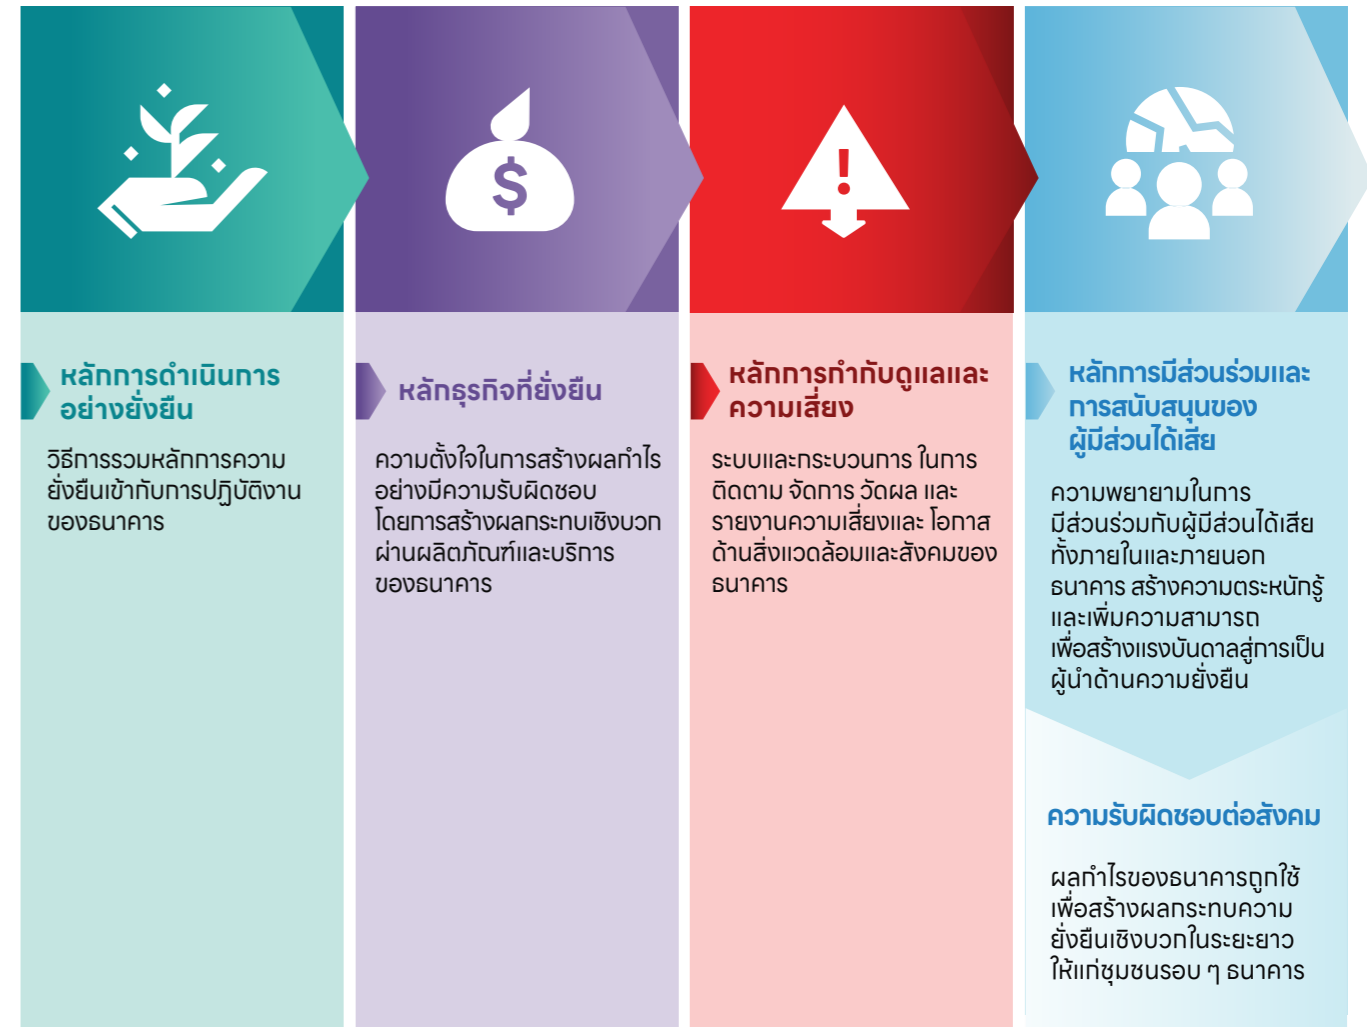 $
!
หลักการดำเนินการ
อย่างยั่งยืน
วิธีการรวมหลักการความ
ยั่งยืนเข้ากับการปฏิบัติงาน
ของธนาคาร
หลักธุรกิจที่ยั่งยืน
ความตั้งใจในการสร้างผลกำไร
อย่างมีความรับผิดชอบ
โดยการสร้างผลกระทบเชิงบวก
ผ่านผลิตภัณฑ์และบริการ
ของธนาคาร
หลักการกำกับดูแลและ
ความเสี่ยง
ระบบและกระบวนการ ในการ
ติดตาม จัดการ วัดผล และ
รายงานความเสี่ยงและ โอกาส
ด้านสิ่งแวดล้อมและสังคมของ
ธนาคาร
หลักการมีส่วนร่วมและ
การสนับสนุนของ
ผู้มีส่วนได้เสีย
ความพยายามในการ
มีส่วนร่วมกับผู้มีส่วนได้เสีย
ทั้งภายในและภายนอก
ธนาคาร สร้างความตระหนักรู้
และเพิ่มความสามารถ
เพื่อสร้างแรงบันดาลสู่การเป็น
ผู้นำด้านความยั่งยืน
ความรับผิดชอบต่อสังคม
ผลกำไรของธนาคารถูกใช้
เพื่อสร้างผลกระทบความ
ยั่งยืนเชิงบวกในระยะยาว
ให้แก่ชุมชนรอบ ๆ ธนาคาร